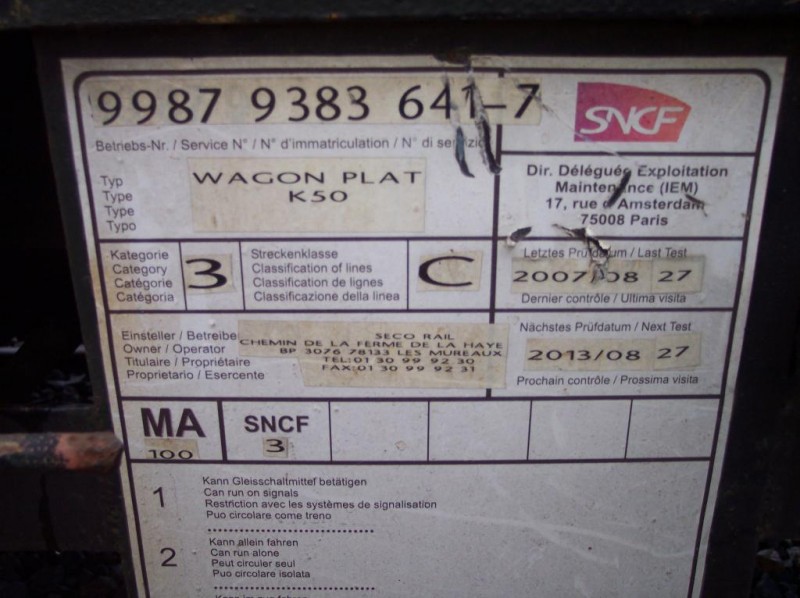 9987 9383 641-7
SNCF
Betriebs-Nr. / Service N° / N° d'immatriculation / N° di servizio
Typ
Type
Type
Typo
WAGON PLAT
K50
Dir. Déléguée Exploitation
Maintenance (IEM)
17, rue d'Amsterdam
75008 Paris
Kategorie
Category
Catégorie
Catégoria
3
Streckenklasse
Classification of lines
Classification de lignes
Classificazione della linea
C
Letztes Prüfdatum / Last Test
2007/08 27
Dernier contrôle / Ultima visita
Einsteller / Betreibe
Owner / Operator
Titulaire / Propriétaire
Proprietario / Esercente
SECO RAIL
CHEMIN DE LA FERME DE LA HAYE
BP 3076 78133 LES MUREAUX
TEL:01 30 99 92 30
FAX:01 30 99 92 31
Nächstes Prüfdatum / Next Test
2013/08 27
Prochain contrôle / Prossima visita
MA
100
SNCF
3
1
Kann Gleisschaltmittel betätigen
Can run on signals
Restriction avec les systèmes de signalisation
Puo circolare come treno
2
Kann allein fahren
Can run alone
Peut circuler seul
Puo circolare isolata